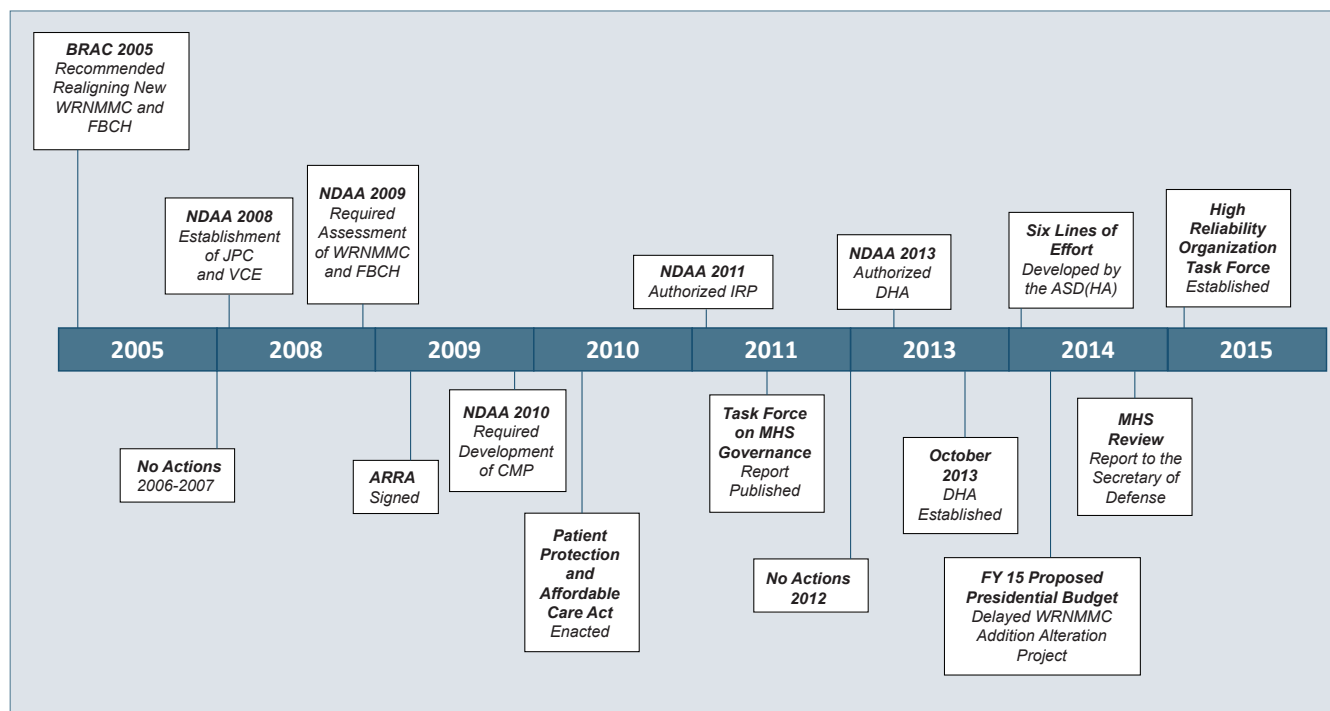 BRAC 2005
Recommended
Realigning New
WRNMMC and
FBCH
NDAA 2008
Establishment
of JPC
and VCE
NDAA 2009
Required
Assessment
of WRNMMC
and FBCH
NDAA 2011
Authorized IRP
NDAA 2013
Authorized
DHA
Six Lines of
Effort
Developed by
the ASD(HA)
High
Reliability
Organization
Task Force
Established
2005
2008
2009
2010
2011
2013
2014
2015
No Actions
2006-2007
ARRA
Signed
NDAA 2010
Required
Development
of CMP
Patient
Protection
and
Affordable
Care Act
Enacted
Task Force
on MHS
Governance
Report
Published
No Actions
2012
October
2013
DHA
Established
FY 15 Proposed
Presidential Budget
Delayed WRNMMC
Addition Alteration
Project
MHS
Review
Report to the
Secretary of
Defense